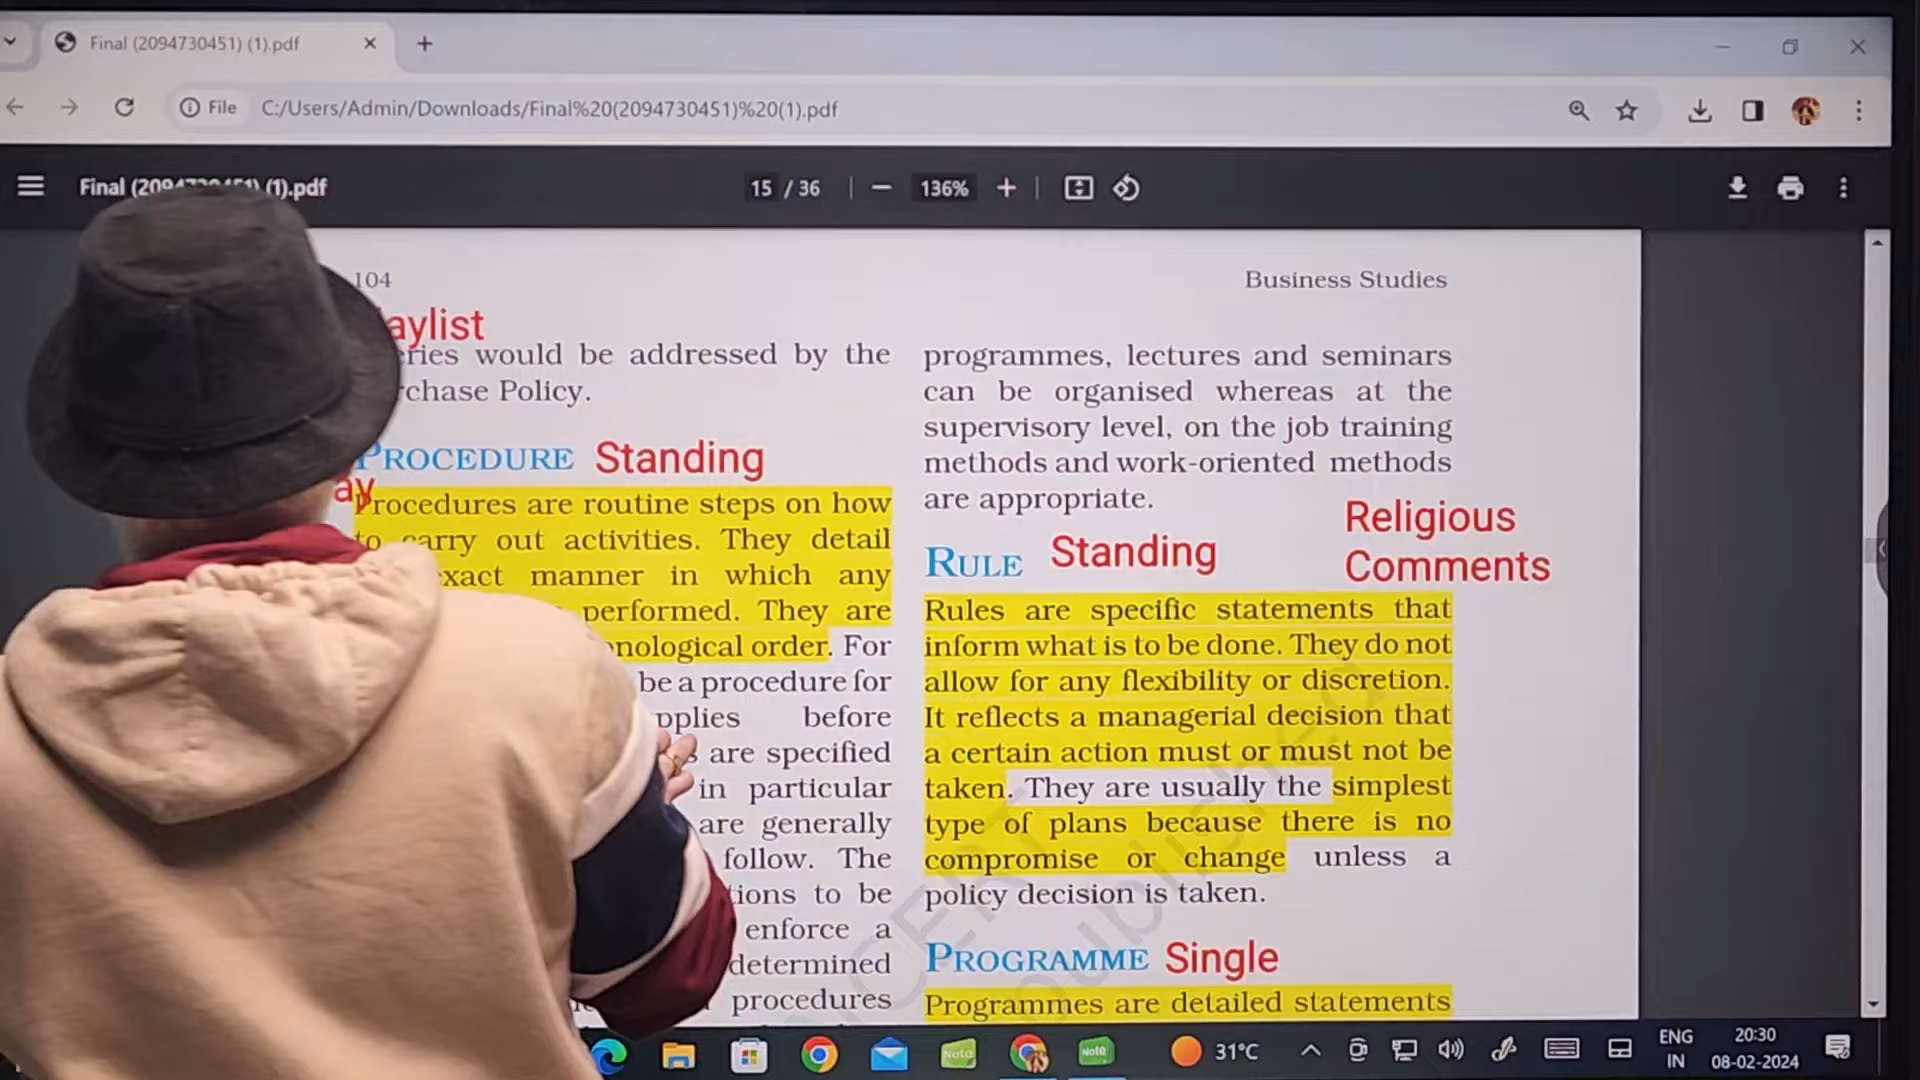 Final (2094730451) (1).pdf
File C:/Users/Admin/Downloads/Final%20(2094730451)%20(1).pdf
(1).pdf
15 / 36
136%
104
Business Studies
would be addressed by the
Policy.
PROCEDURE Standing
Procedures are routine steps on how
to carry out activities. They detail
manner in which any
performed. They are
order. For
be a procedure for
before
are specified
in particular
are generally
follow. The
to be
enforce a
determined
procedures
programmes, lectures and seminars
can be organised whereas at the
supervisory level, on the job training
methods and work-oriented methods
are appropriate.
Religious
Comments
RULE Standing
Rules are specific statements that
inform what is to be done. They do not
allow for any flexibility or discretion.
It reflects a managerial decision that
a certain action must or must not be
taken. They are usually the simplest
type of plans because there is no
compromise or change unless a
policy decision is taken.
PROGRAMME Single
Programmes are detailed statements
Note
Note
31°C
ENG
IN
20:30
08-02-2024